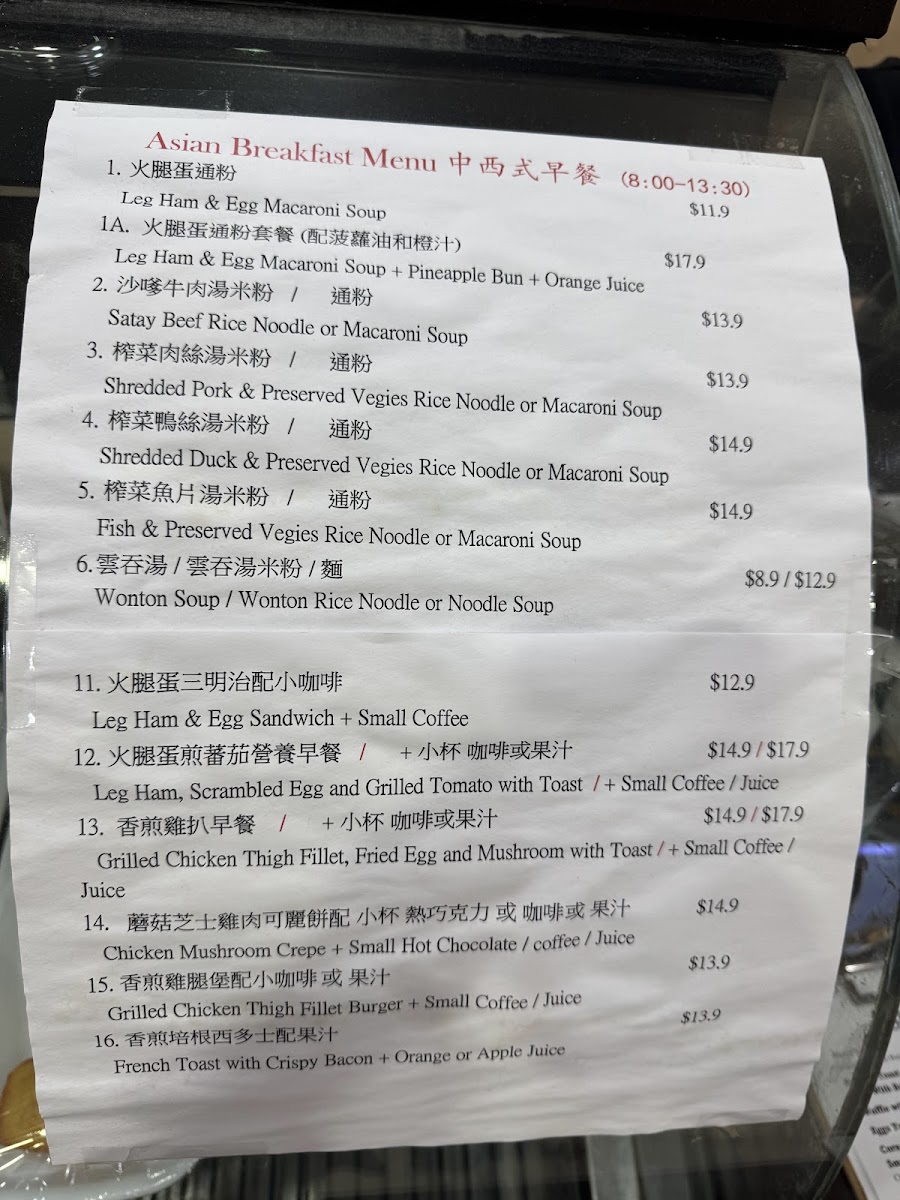 Asian Breakfast Menu 中西式早餐 (8:00-13:30)
1. 火腿蛋通粉
Leg Ham & Egg Macaroni Soup $11.9
1A. 火腿蛋通粉套餐 (配菠蘿油和橙汁)
Leg Ham & Egg Macaroni Soup + Pineapple Bun + Orange Juice $17.9
2. 沙嗲牛肉湯米粉 / 通粉
Satay Beef Rice Noodle or Macaroni Soup $13.9
3. 榨菜肉絲湯米粉 / 通粉 $13.9
Shredded Pork & Preserved Vegies Rice Noodle or Macaroni Soup
4. 榨菜鴨絲湯米粉 / 通粉 $14.9
Shredded Duck & Preserved Vegies Rice Noodle or Macaroni Soup
5. 榨菜魚片湯米粉 / 通粉 $14.9
Fish & Preserved Vegies Rice Noodle or Macaroni Soup
6.雲吞湯 / 雲吞湯米粉 / 麵 $8.9 / $12.9
Wonton Soup / Wonton Rice Noodle or Noodle Soup
11. 火腿蛋三明治配小咖啡 $12.9
Leg Ham & Egg Sandwich + Small Coffee
12. 火腿蛋煎蕃茄營養早餐 / + 小杯 咖啡或果汁 $14.9 / $17.9
Leg Ham, Scrambled Egg and Grilled Tomato with Toast / + Small Coffee / Juice
13. 香煎雞扒早餐 / + 小杯 咖啡或果汁 $14.9 / $17.9
Grilled Chicken Thigh Fillet, Fried Egg and Mushroom with Toast / + Small Coffee /
Juice
14. 蘑菇芝士雞肉可麗餅配 小杯 熱巧克力 或 咖啡或 果汁 $14.9
Chicken Mushroom Crepe + Small Hot Chocolate / coffee / Juice
15. 香煎雞腿堡配小咖啡 或 果汁 $13.9
Grilled Chicken Thigh Fillet Burger + Small Coffee / Juice
16. 香煎培根西多士配果汁 $13.9
French Toast with Crispy Bacon + Orange or Apple Juice